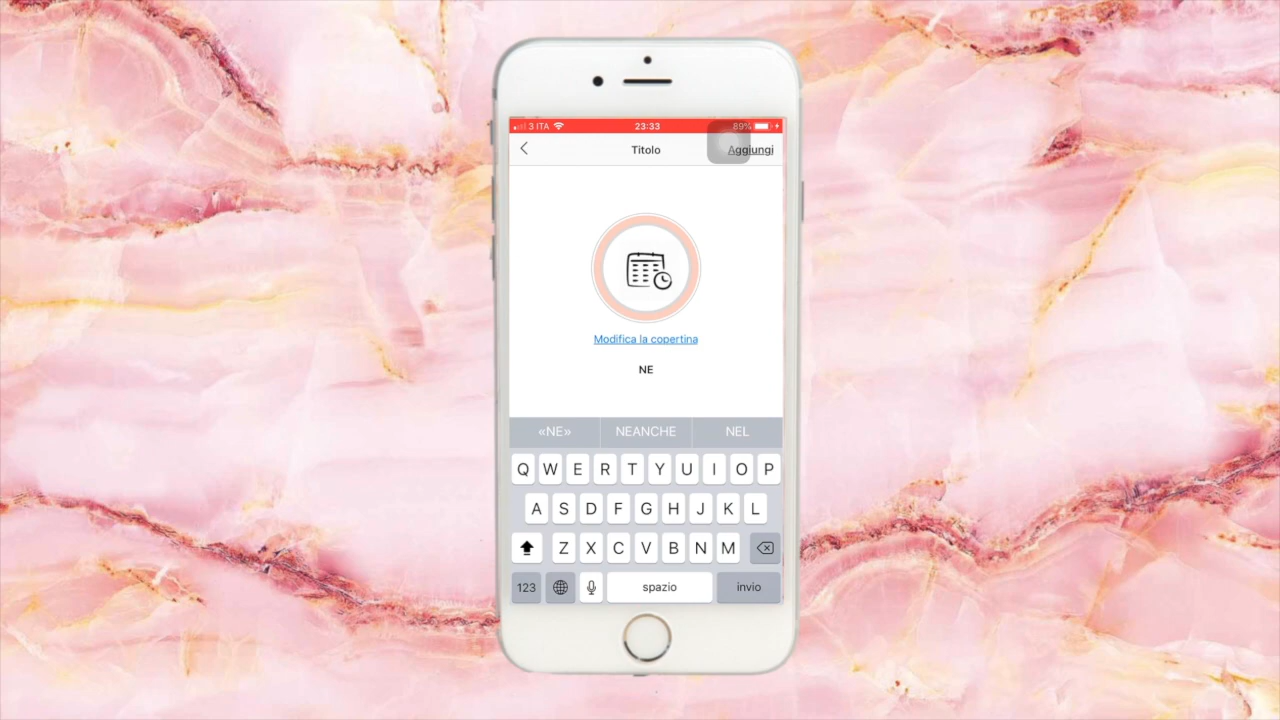 3 ITA 23:33 89%
Titolo Aggiungi
Modifica la copertina
NE
«NE» NEANCHE NEL
Q W E R T Y U I O P
A S D F G H J K L
Z X C V B N M
123 spazio invio